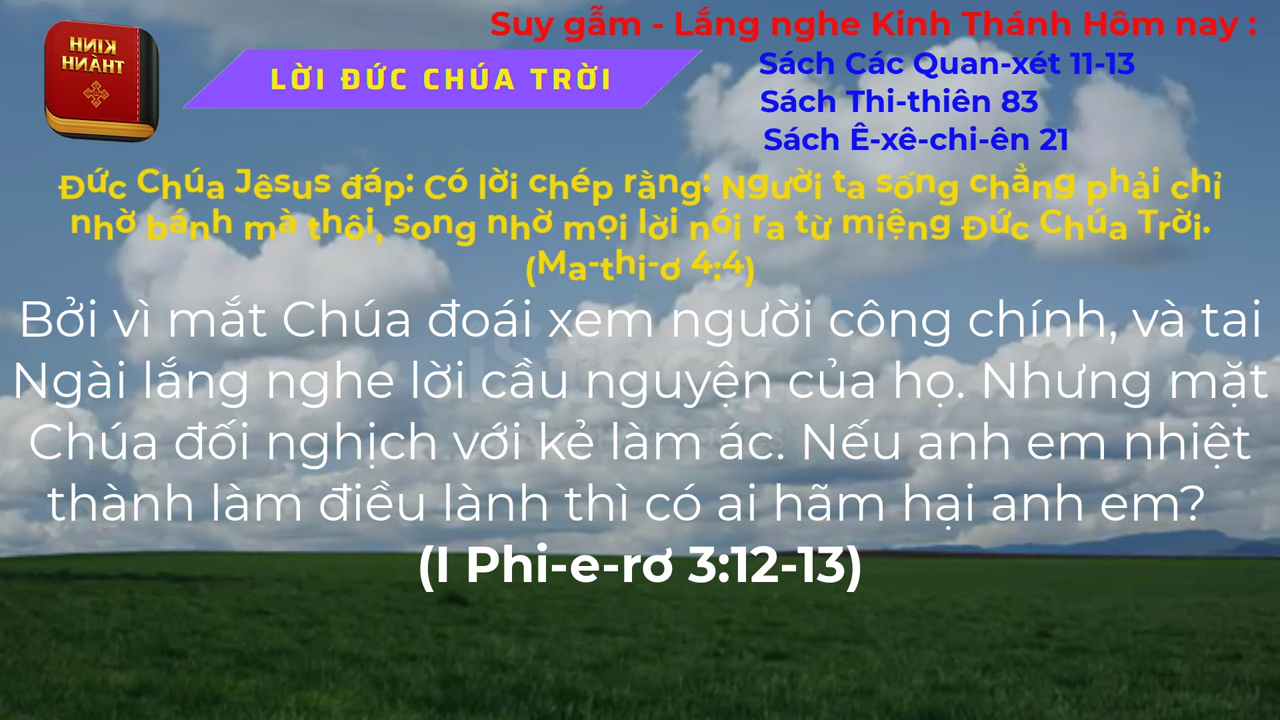 Suy gẫm - Lắng nghe Kinh Thánh Hôm nay :
KINH
THÁNH
LỜI ĐỨC CHÚA TRỜI
Sách Các Quan-xét 11-13
Sách Thi-thiên 83
Sách Ê-xê-chi-ên 21
Đức Chúa Jêsus đáp: Có lời chép rằng: Người ta sống chẳng phải chỉ
nhờ bánh mà thôi, song nhờ mọi lời nói ra từ miệng Đức Chúa Trời.
(Ma-thi-ơ 4:4)
Bởi vì mắt Chúa đoái xem người công chính, và tai
Ngài lắng nghe lời cầu nguyện của họ. Nhưng mặt
Chúa đối nghịch với kẻ làm ác. Nếu anh em nhiệt
thành làm điều lành thì có ai hãm hại anh em?
(I Phi-e-rơ 3:12-13)